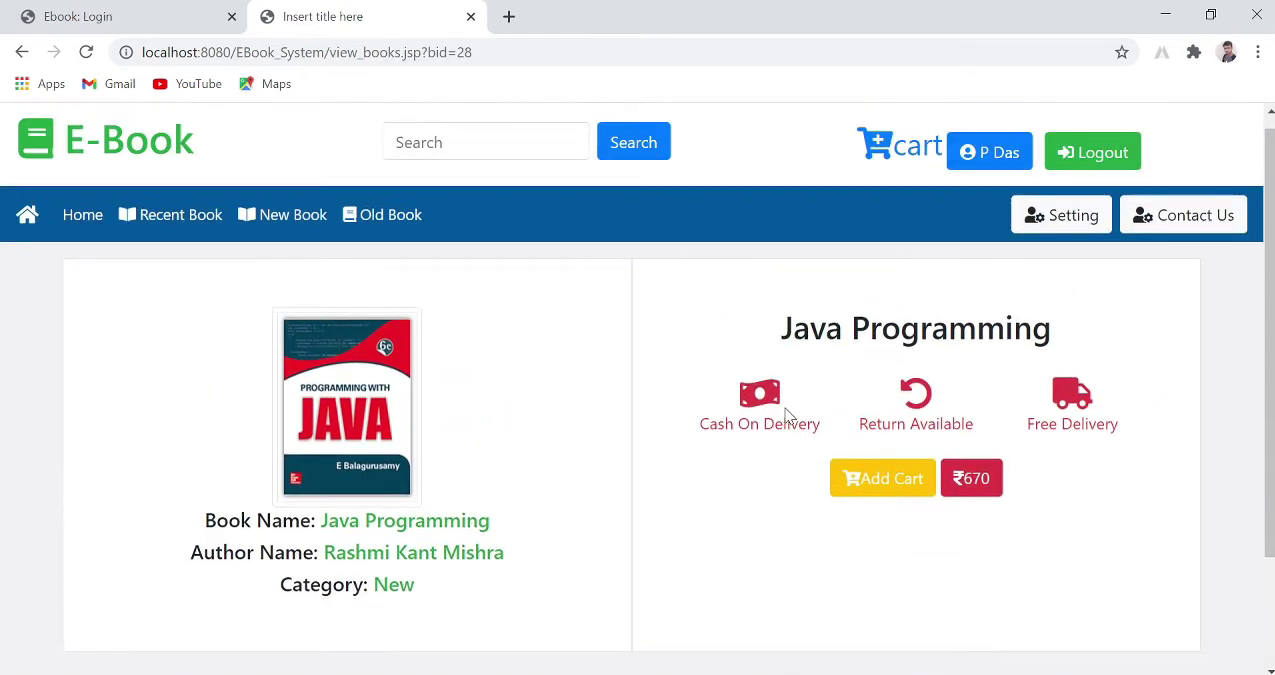 Ebook: Login
Insert title here
localhost:8080/EBook_System/view_books.jsp?bid=28
Apps Gmail YouTube Maps
E-Book
Search
Search
cart
P Das
Logout
Home Recent Book New Book Old Book
Setting
Contact Us
6e
PROGRAMMING WITH
JAVA
E Balagurusamy
Book Name: Java Programming
Author Name: Rashmi Kant Mishra
Category: New
Java Programming
Cash On Delivery
Return Available
Free Delivery
Add Cart
₹670